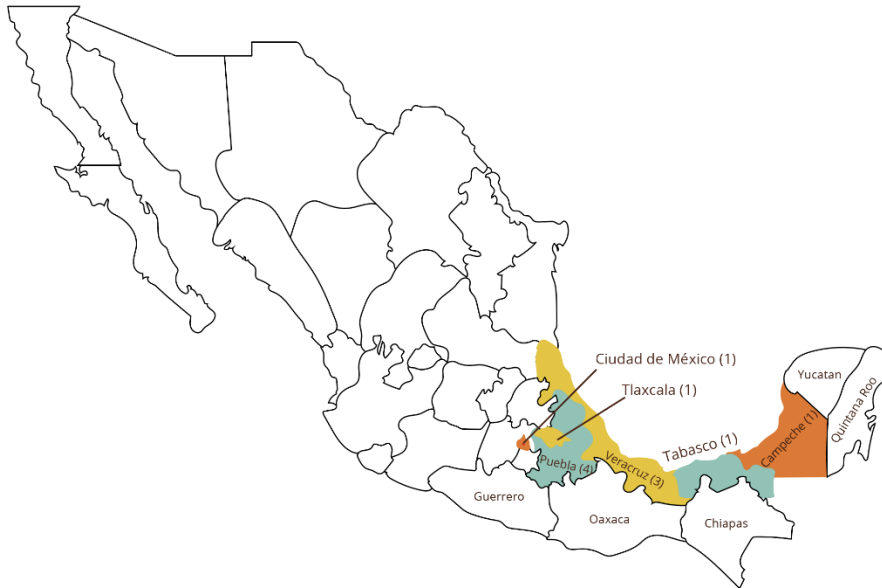 Ciudad de México (1)
Yucatan
Tlaxcala (1)
Quintana Roo
Tabasco (1)
Campeche (1)
Puebla (4)
Veracruz (3)
Guerrero
Oaxaca
Chiapas